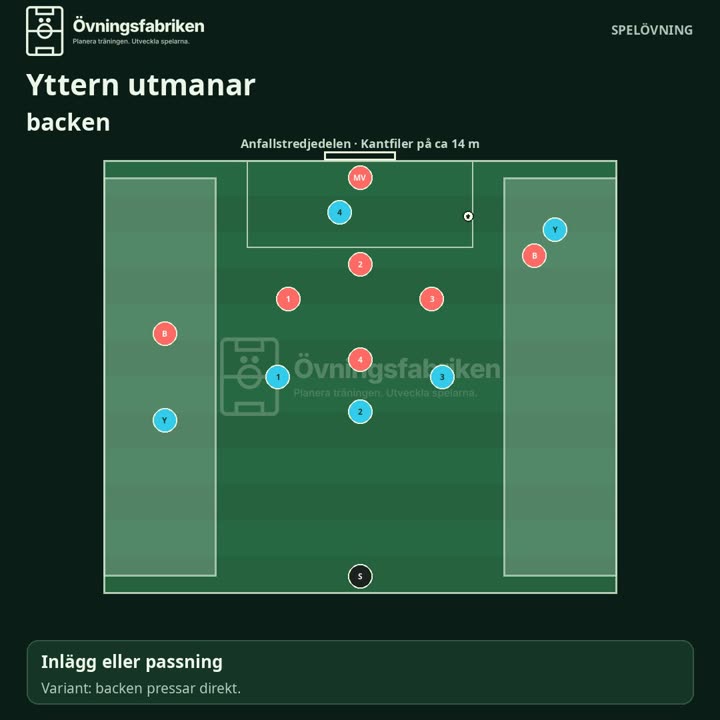 Övningsfabriken
Planera träningen. Utveckla spelarna.
SPELÖVNING
Yttern utmanar
backen
Anfallstredjedelen · Kantfiler på ca 14 m
MV
4
Y
B
2
1
3
B
4
Övningsfabriken
1
3
Planera träningen. Utveckla spelarna.
2
Y
S
Inlägg eller passning
Variant: backen pressar direkt.